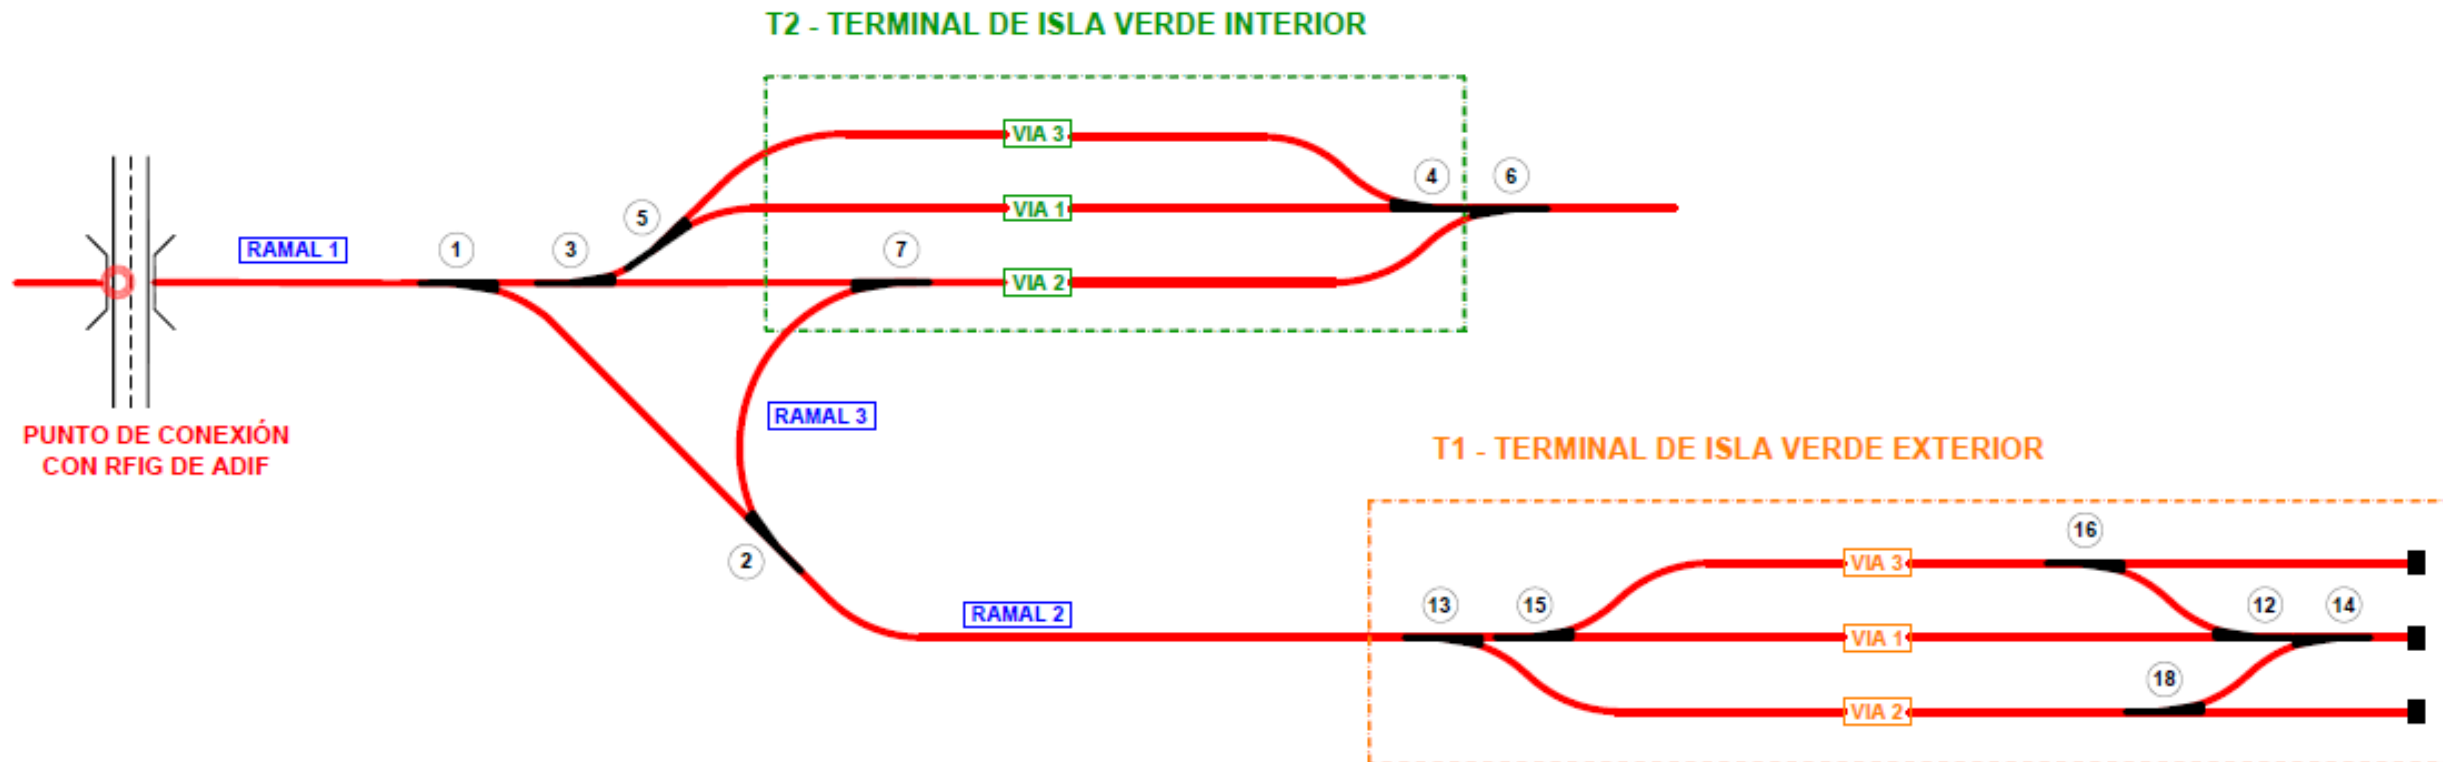 T2 - TERMINAL DE ISLA VERDE INTERIOR
VIA 3
4
6
5
VIA 1
RAMAL 1
1
3
7
VIA 2
RAMAL 3
PUNTO DE CONEXIÓN
CON RFIG DE ADIF
T1 - TERMINAL DE ISLA VERDE EXTERIOR
2
16
VIA 3
RAMAL 2
13
15
12
14
VIA 1
18
VIA 2